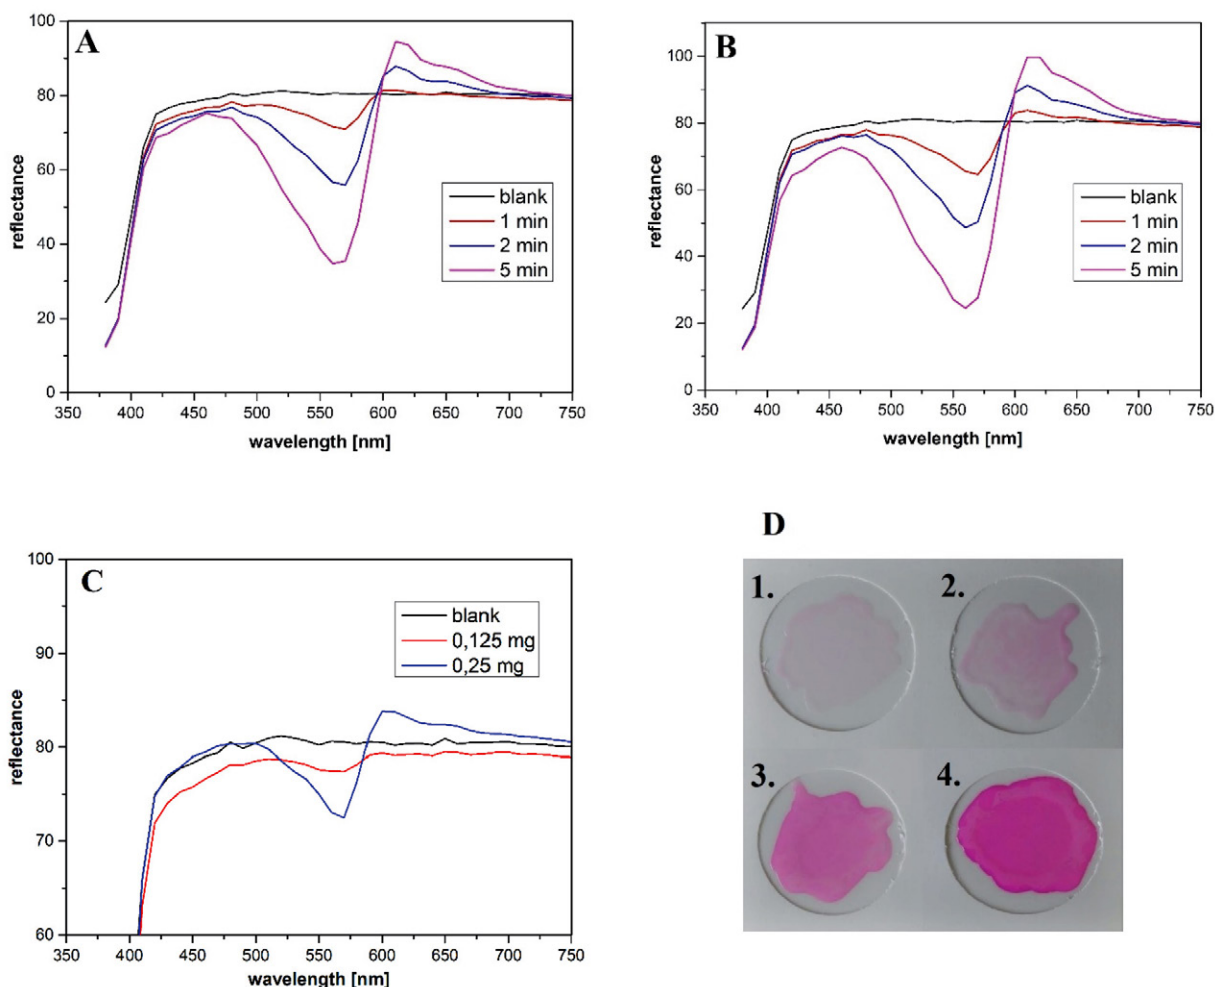 A
100
80
60
40
20
0
reflectance
blank
1 min
2 min
5 min
350 400 450 500 550 600 650 700 750
wavelength [nm]
B
100
80
60
40
20
0
reflectance
blank
1 min
2 min
5 min
350 400 450 500 550 600 650 700 750
wavelength [nm]
C
100
90
80
70
60
reflectance
blank
0,125 mg
0,25 mg
350 400 450 500 550 600 650 700 750
wavelength [nm]
D
1. 2.
3. 4.